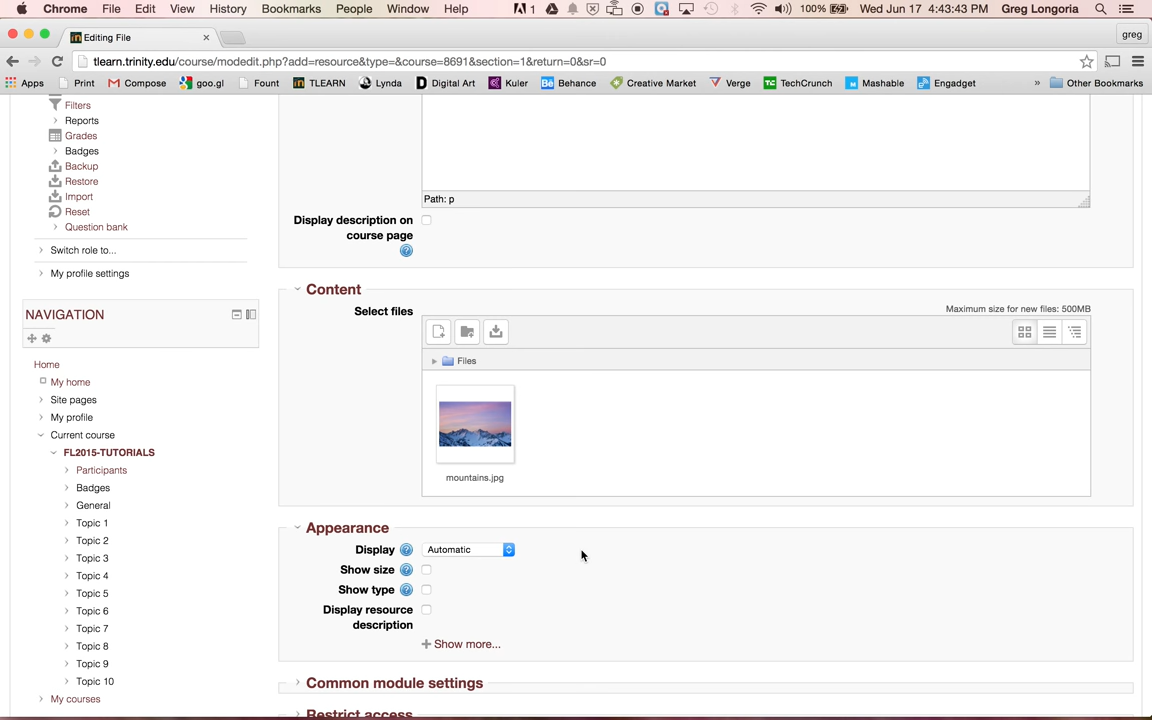 Chrome File Edit View History Bookmarks People Window Help 1 100% Wed Jun 17 4:43:43 PM Greg Longoria
Editing File greg
tlearn.trinity.edu/course/modedit.php?add=resource&type=&course=8691&section=1&return=0&sr=0
Apps Print Compose goo.gl Fount TLEARN Lynda Digital Art Kuler Behance Creative Market Verge TechCrunch Mashable Engadget » Other Bookmarks
Filters
Reports
Grades
Badges
Backup
Restore
Import
Reset
Question bank
Switch role to...
My profile settings
NAVIGATION
Home
My home
Site pages
My profile
Current course
FL2015-TUTORIALS
Participants
Badges
General
Topic 1
Topic 2
Topic 3
Topic 4
Topic 5
Topic 6
Topic 7
Topic 8
Topic 9
Topic 10
My courses
Path: p
Display description on
course page
Content
Select files
Maximum size for new files: 500MB
Files
mountains.jpg
Appearance
Display Automatic
Show size
Show type
Display resource
description
Show more...
Common module settings
Restrict access